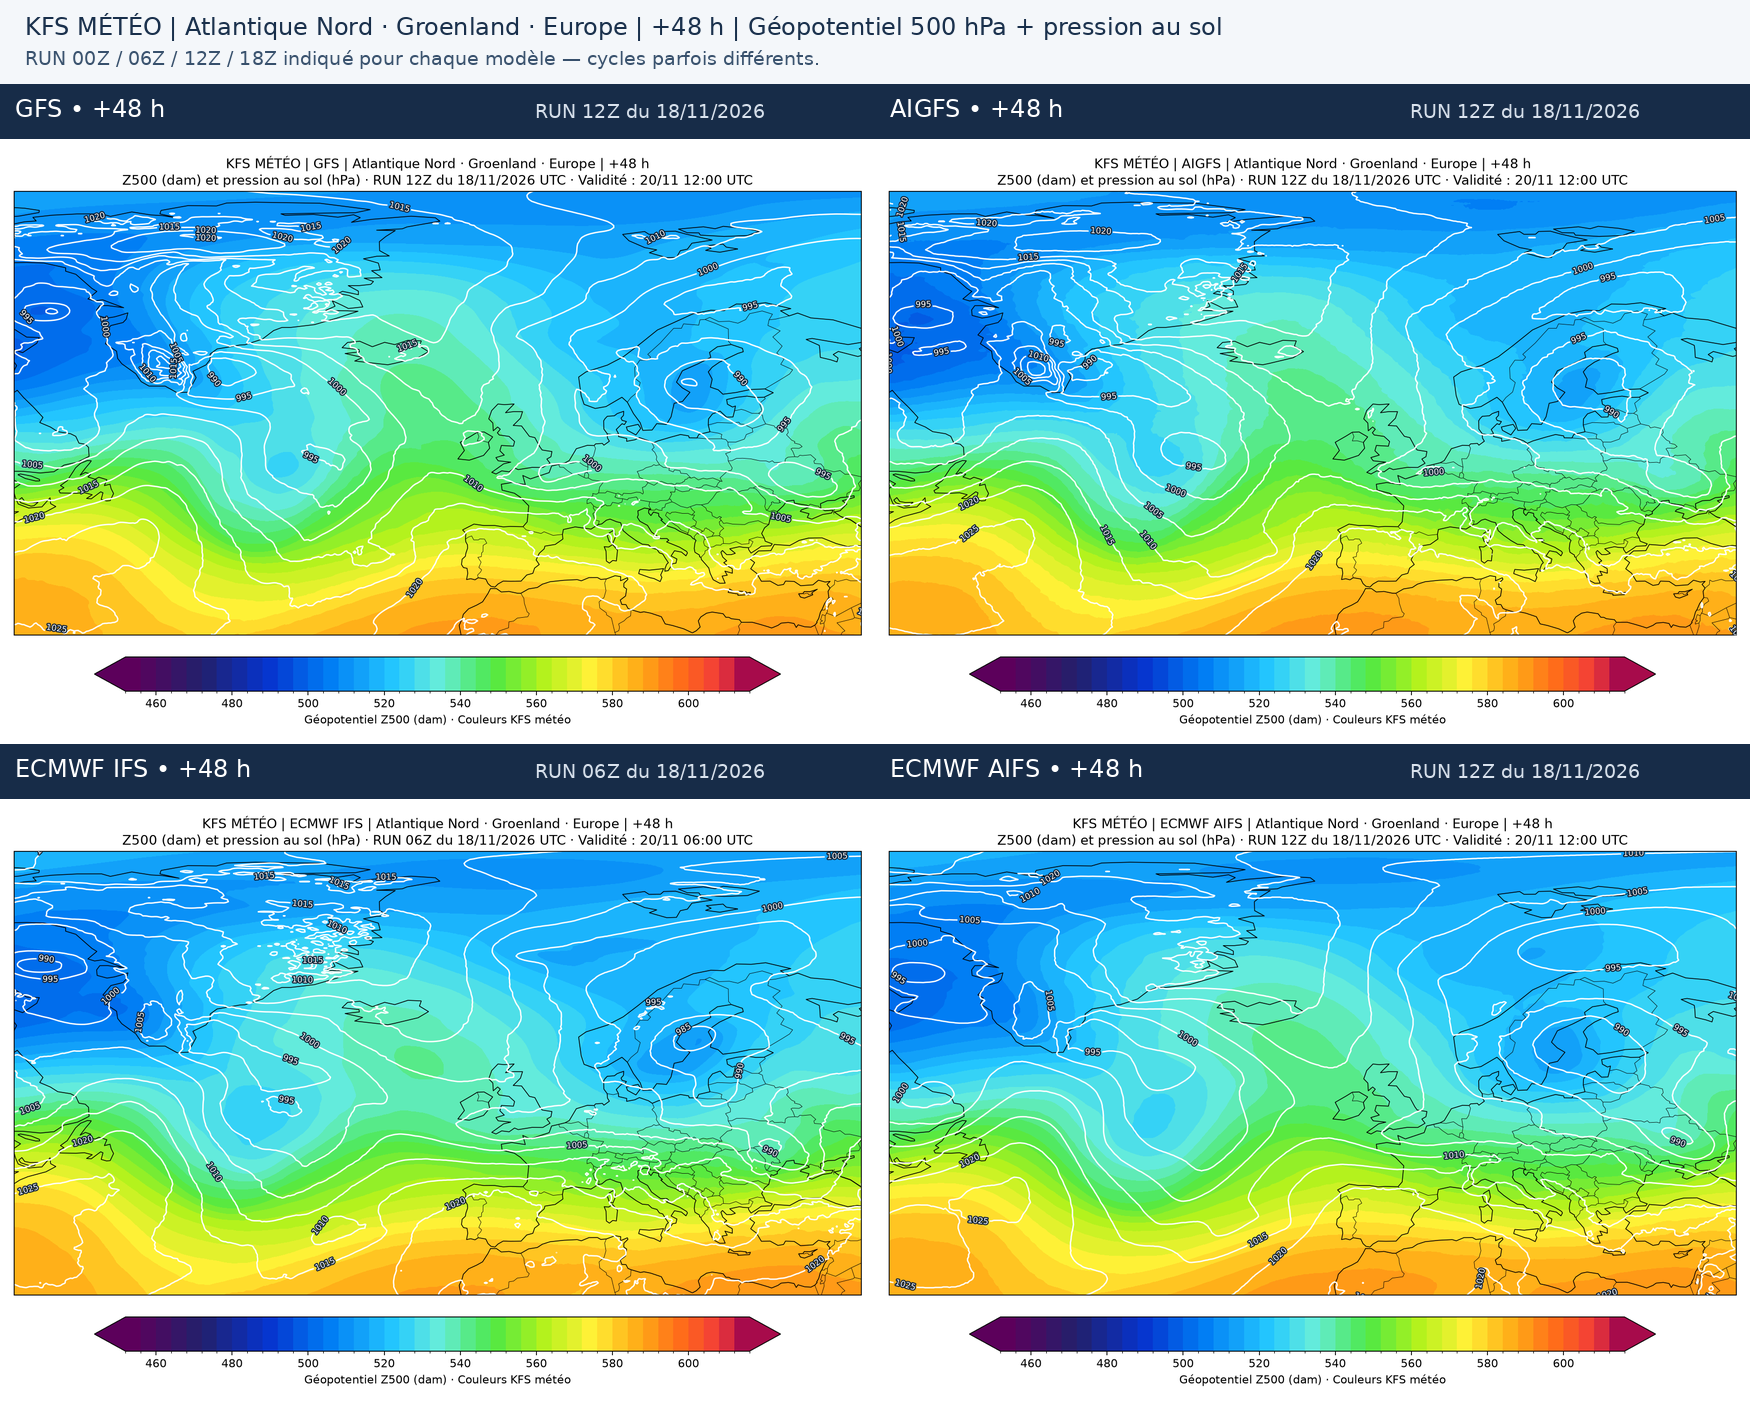 KFS MÉTÉO | Atlantique Nord · Groenland · Europe | +48 h | Géopotentiel 500 hPa + pression au sol
RUN 00Z / 06Z / 12Z / 18Z indiqué pour chaque modèle — cycles parfois différents.
GFS • +48 h
RUN 12Z du 18/11/2026
KFS MÉTÉO | GFS | Atlantique Nord · Groenland · Europe | +48 h
Z500 (dam) et pression au sol (hPa) · RUN 12Z du 18/11/2026 UTC · Validité : 20/11 12:00 UTC
460 480 500 520 540 560 580 600
Géopotentiel Z500 (dam) · Couleurs KFS météo
AIGFS • +48 h
RUN 12Z du 18/11/2026
KFS MÉTÉO | AIGFS | Atlantique Nord · Groenland · Europe | +48 h
Z500 (dam) et pression au sol (hPa) · RUN 12Z du 18/11/2026 UTC · Validité : 20/11 12:00 UTC
460 480 500 520 540 560 580 600
Géopotentiel Z500 (dam) · Couleurs KFS météo
ECMWF IFS • +48 h
RUN 06Z du 18/11/2026
KFS MÉTÉO | ECMWF IFS | Atlantique Nord · Groenland · Europe | +48 h
Z500 (dam) et pression au sol (hPa) · RUN 06Z du 18/11/2026 UTC · Validité : 20/11 06:00 UTC
460 480 500 520 540 560 580 600
Géopotentiel Z500 (dam) · Couleurs KFS météo
ECMWF AIFS • +48 h
RUN 12Z du 18/11/2026
KFS MÉTÉO | ECMWF AIFS | Atlantique Nord · Groenland · Europe | +48 h
Z500 (dam) et pression au sol (hPa) · RUN 12Z du 18/11/2026 UTC · Validité : 20/11 12:00 UTC
460 480 500 520 540 560 580 600
Géopotentiel Z500 (dam) · Couleurs KFS météo